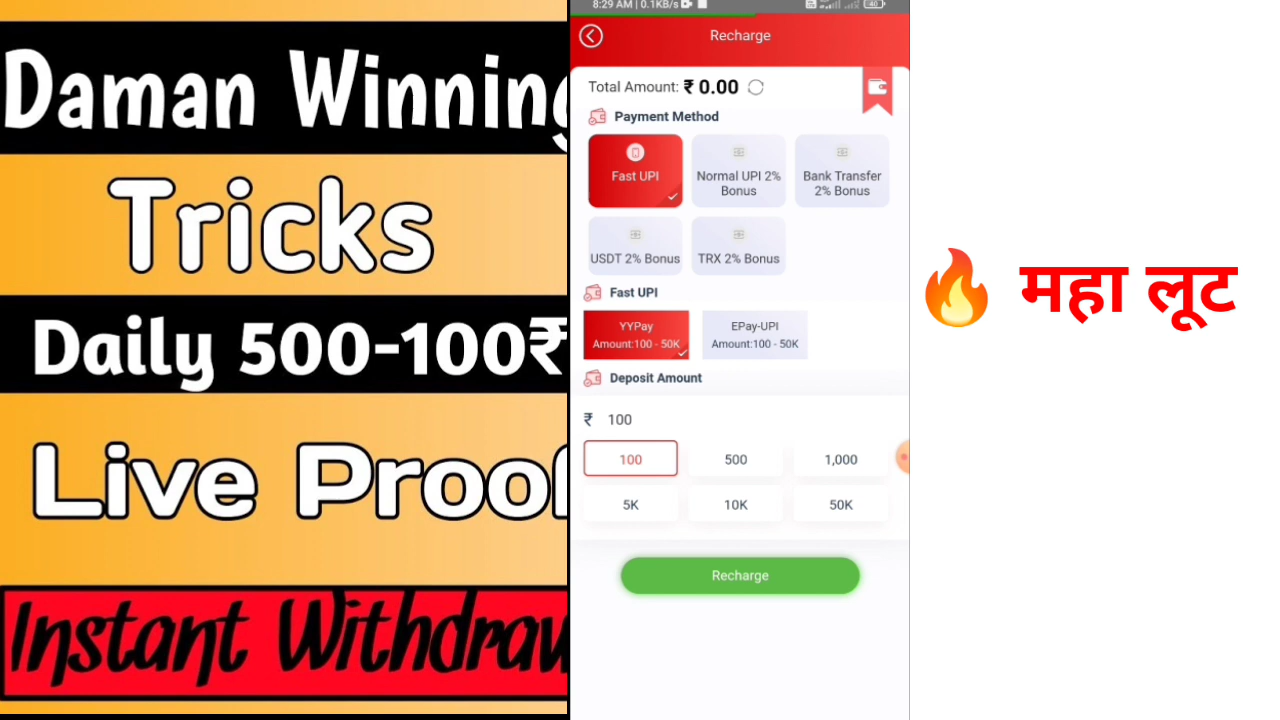 Daman Winning
Tricks
Daily 500-100₹
Live Proof
Instant Withdraw
8:29 AM | 0.1KB/s
40
Recharge
Total Amount: ₹ 0.00
Payment Method
Fast UPI
Normal UPI 2% Bonus
Bank Transfer 2% Bonus
USDT 2% Bonus
TRX 2% Bonus
Fast UPI
YYPay
Amount:100 - 50K
EPay-UPI
Amount:100 - 50K
Deposit Amount
₹ 100
100 500 1,000
5K 10K 50K
Recharge
🔥 महा लूट